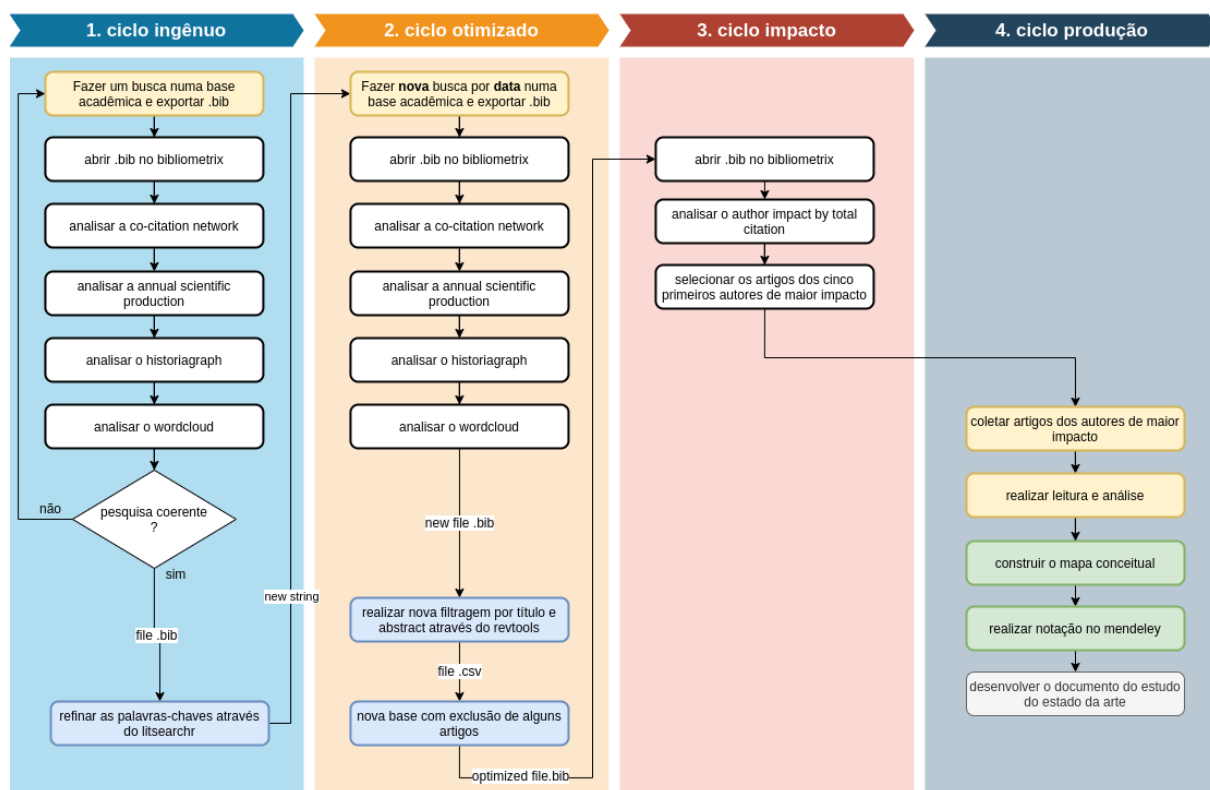 1. ciclo ingênuo
2. ciclo otimizado
3. ciclo impacto
4. ciclo produção
Fazer um busca numa base
acadêmica e exportar .bib
abrir .bib no bibliometrix
analisar a co-citation network
analisar a annual scientific
production
analisar o historiagraph
analisar o wordcloud
pesquisa coerente
?
não
sim
file .bib
refinar as palavras-chaves através
do litsearchr
new string
Fazer nova busca por data numa
base acadêmica e exportar .bib
abrir .bib no bibliometrix
analisar a co-citation network
analisar a annual scientific
production
analisar o historiagraph
analisar o wordcloud
new file .bib
realizar nova filtragem por título e
abstract através do revtools
file .csv
nova base com exclusão de alguns
artigos
optimized file.bib
abrir .bib no bibliometrix
analisar o author impact by total
citation
selecionar os artigos dos cinco
primeiros autores de maior impacto
coletar artigos dos autores de maior
impacto
realizar leitura e análise
construir o mapa conceitual
realizar notação no mendeley
desenvolver o documento do estudo
do estado da arte